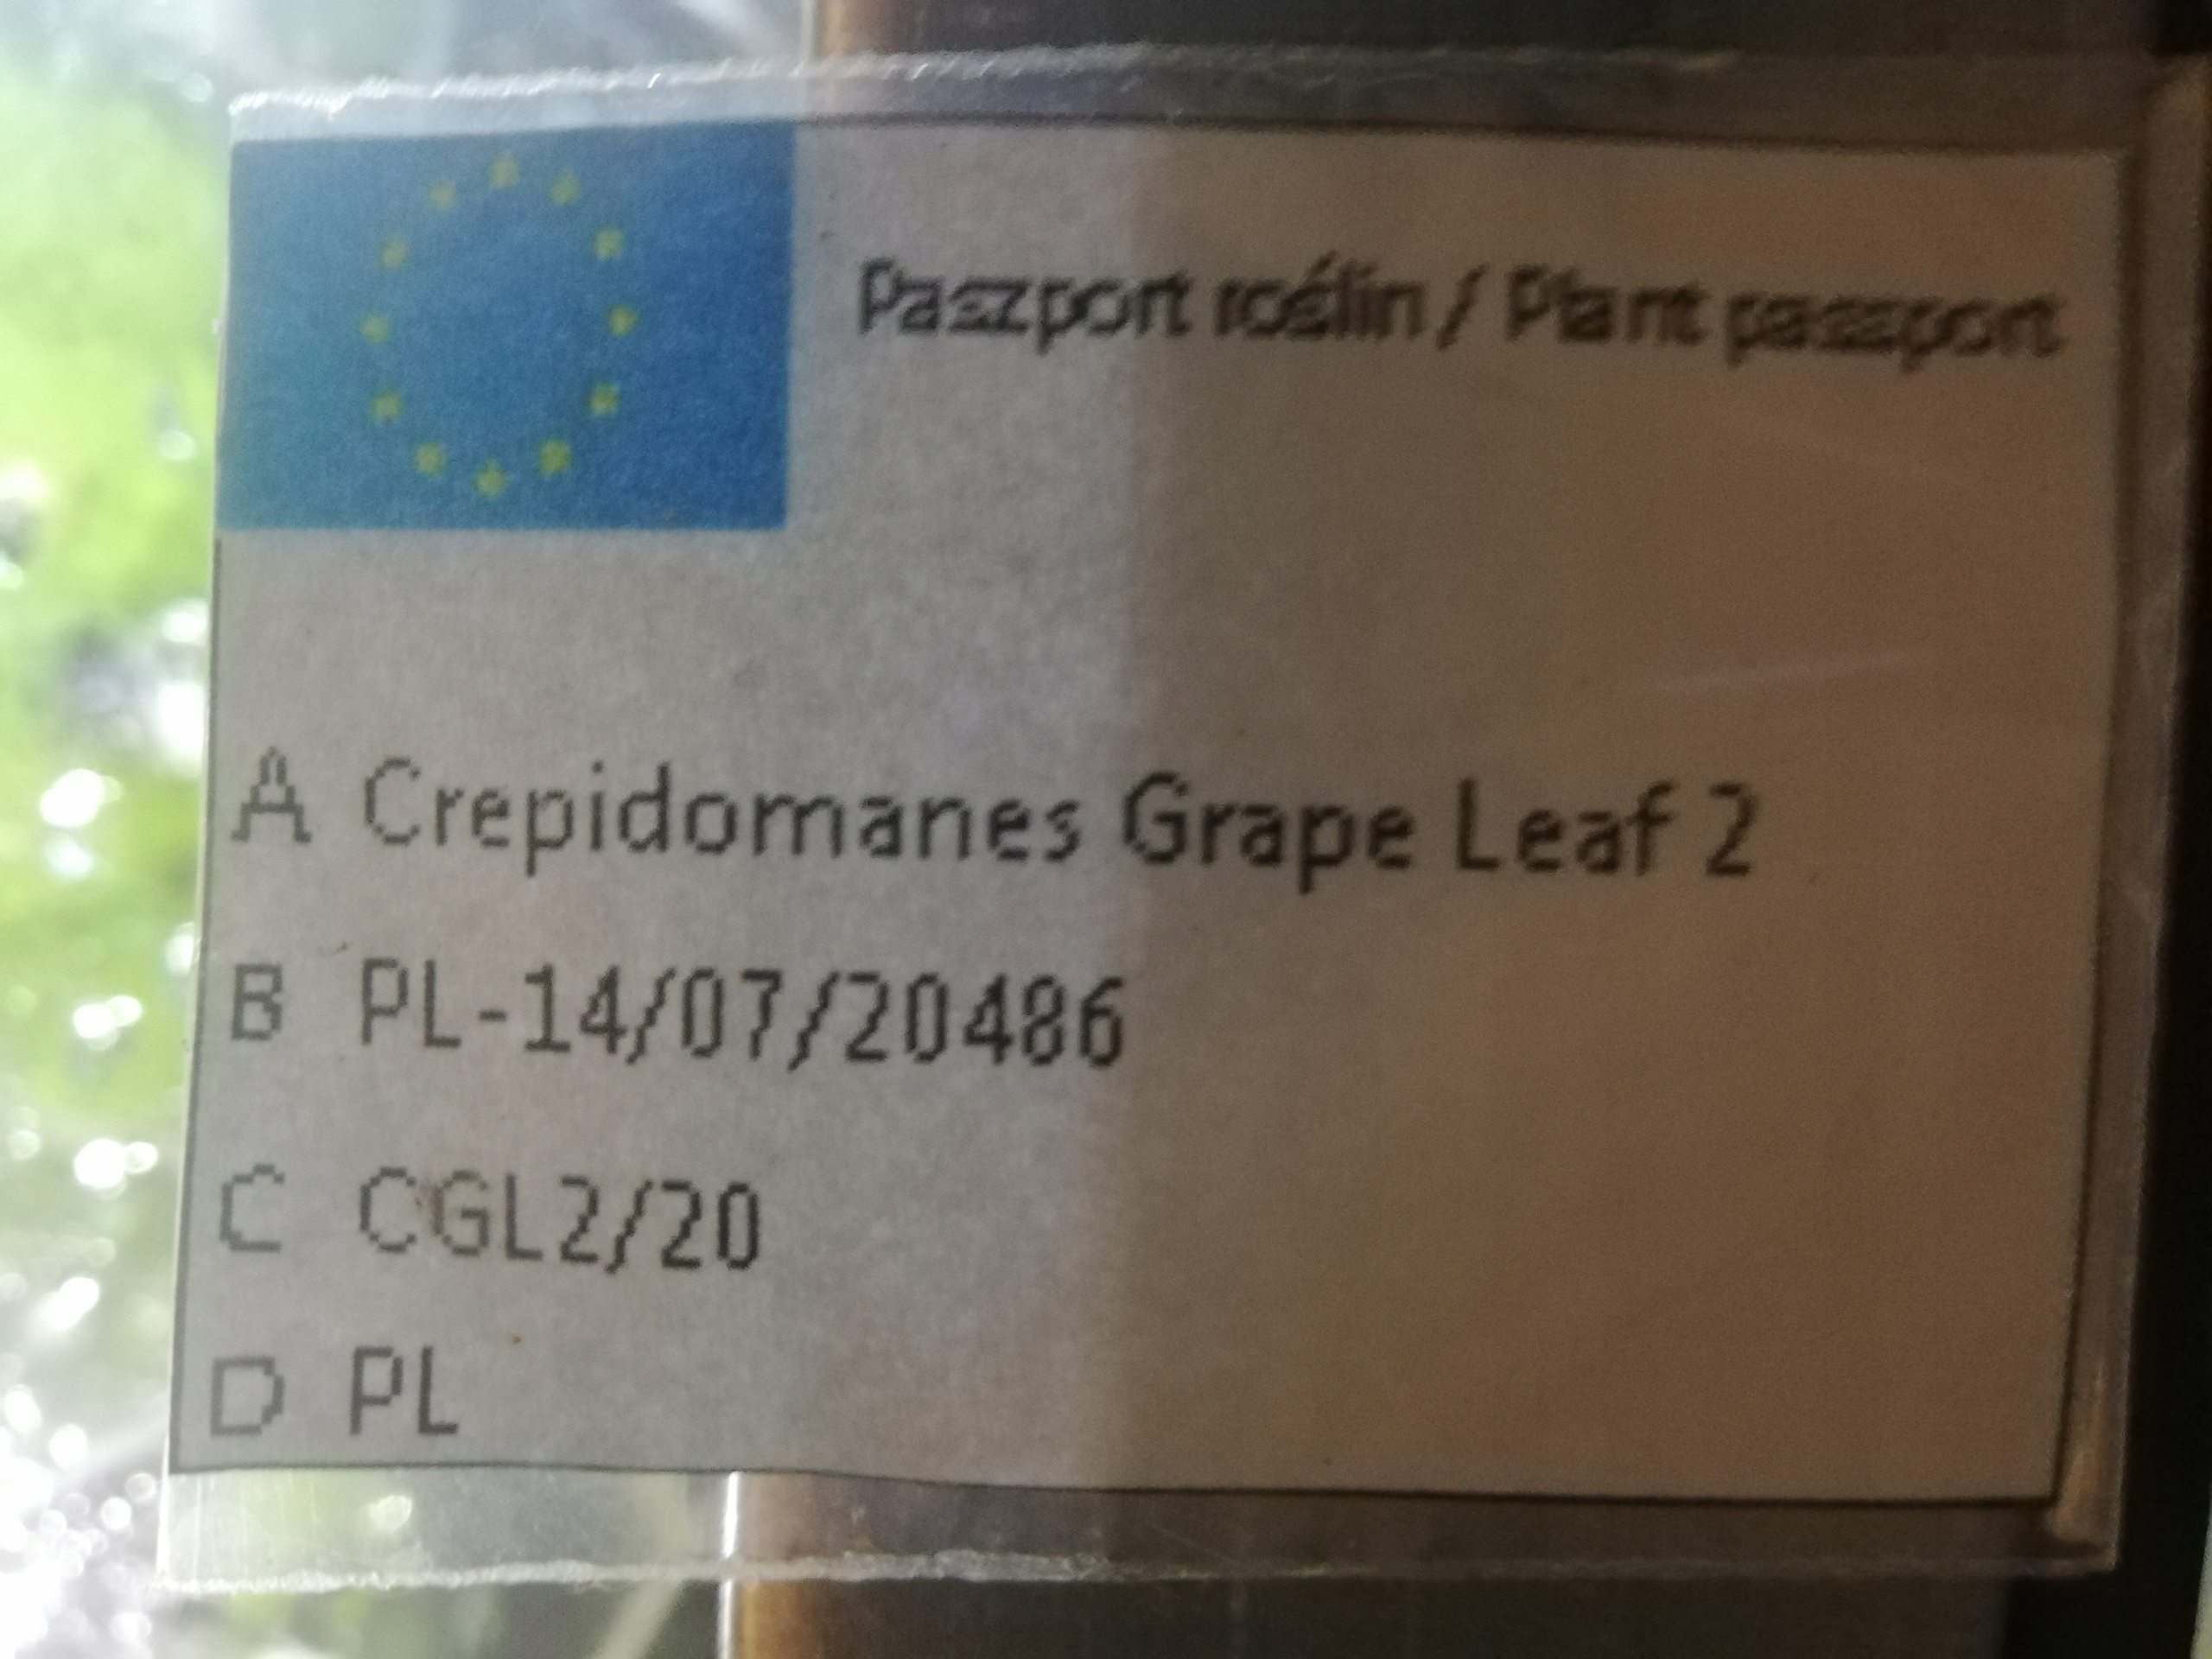 Paszport roślin / Plant passport
A Crepidomanes Grape Leaf 2
B PL-14/07/20486
C CGL2/20
D PL